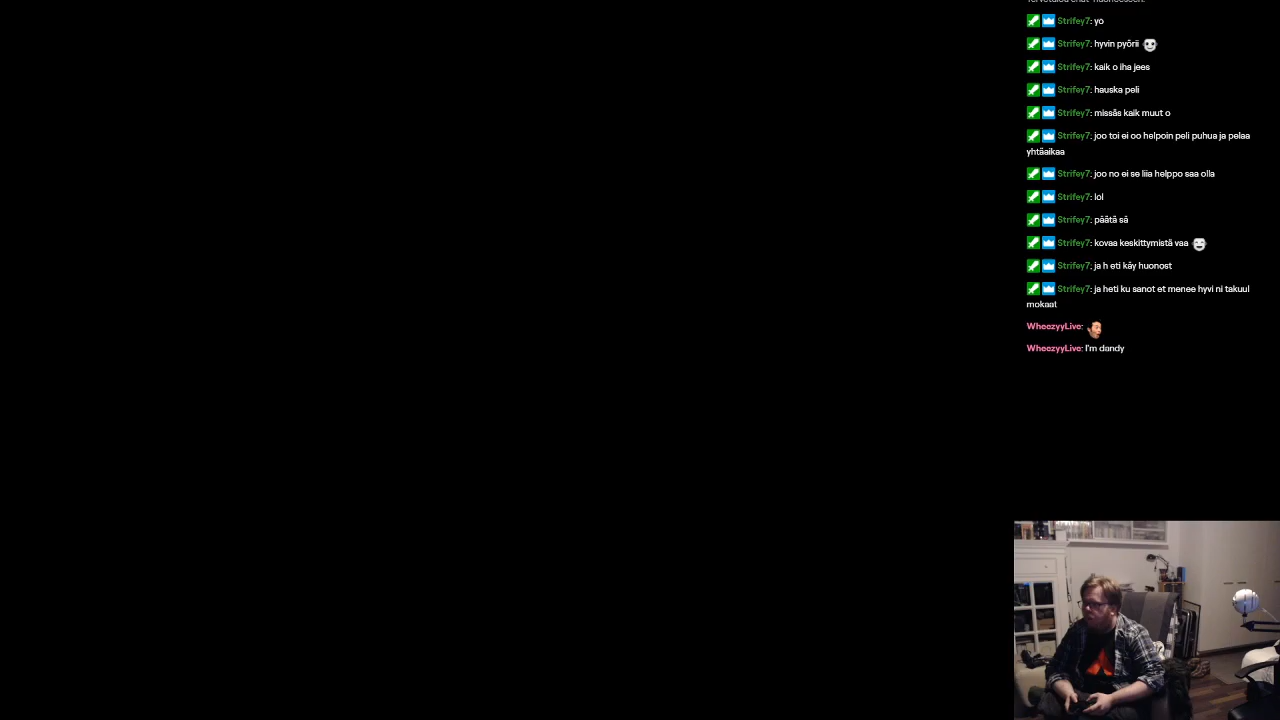 Tervetuloa chat-huoneeseen!
Strifey7: yo
Strifey7: hyvin pyörii
Strifey7: kaik o iha jees
Strifey7: hauska peli
Strifey7: missäs kaik muut o
Strifey7: joo toi ei oo helpoin peli puhua ja pelaa
yhtäaikaa
Strifey7: joo no ei se liia helppo saa olla
Strifey7: lol
Strifey7: päätä sä
Strifey7: kovaa keskittymistä vaa
Strifey7: ja h eti käy huonost
Strifey7: ja heti ku sanot et menee hyvi ni takuul
mokaat
WheezyyLive:
WheezyyLive: I'm dandy